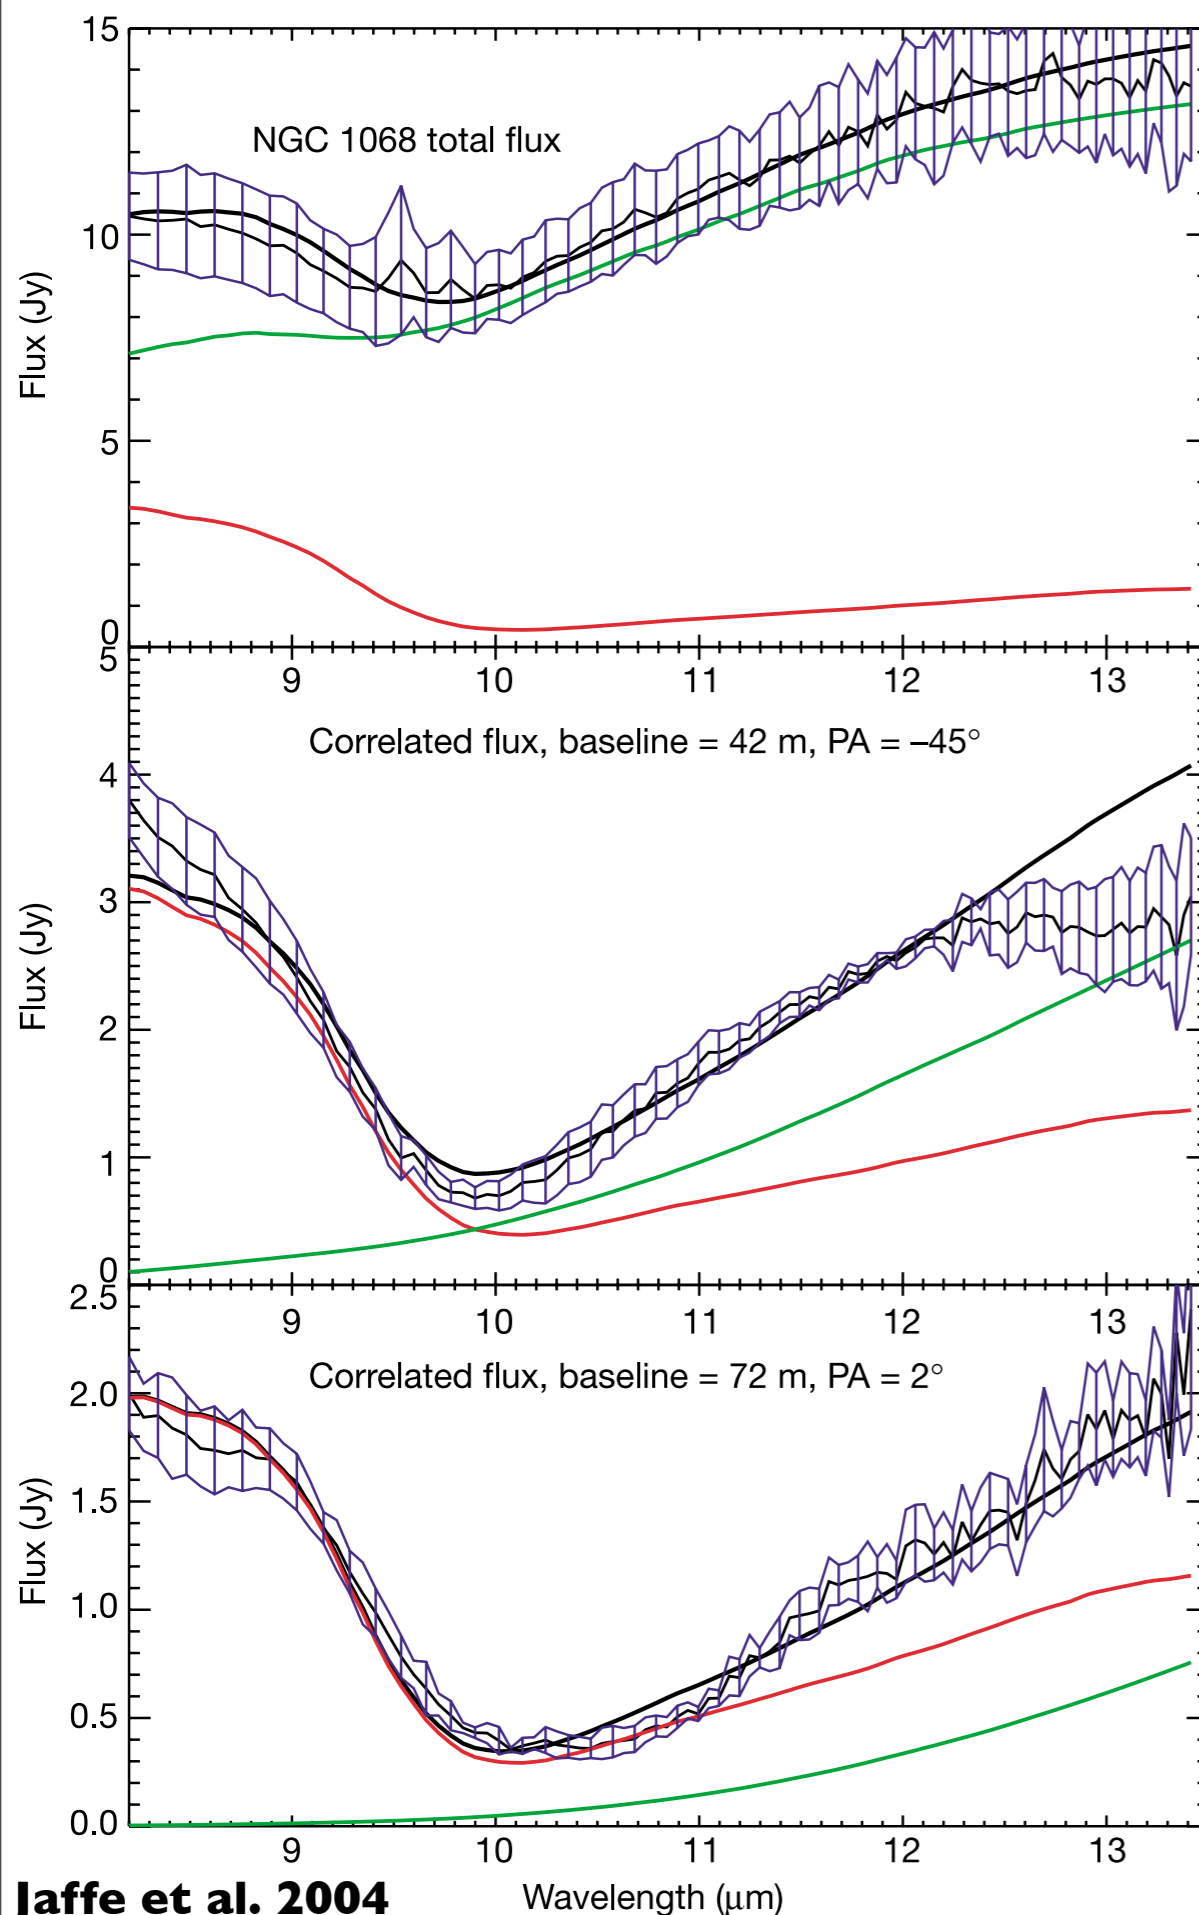 15
10
5
0
Flux (Jy)
NGC 1068 total flux
9 10 11 12 13
5
4
3
2
1
0
Flux (Jy)
Correlated flux, baseline = 42 m, PA = –45°
9 10 11 12 13
2.5
2.0
1.5
1.0
0.5
0.0
Flux (Jy)
Correlated flux, baseline = 72 m, PA = 2°
9 10 11 12 13
Wavelength (μm)
Jaffe et al. 2004